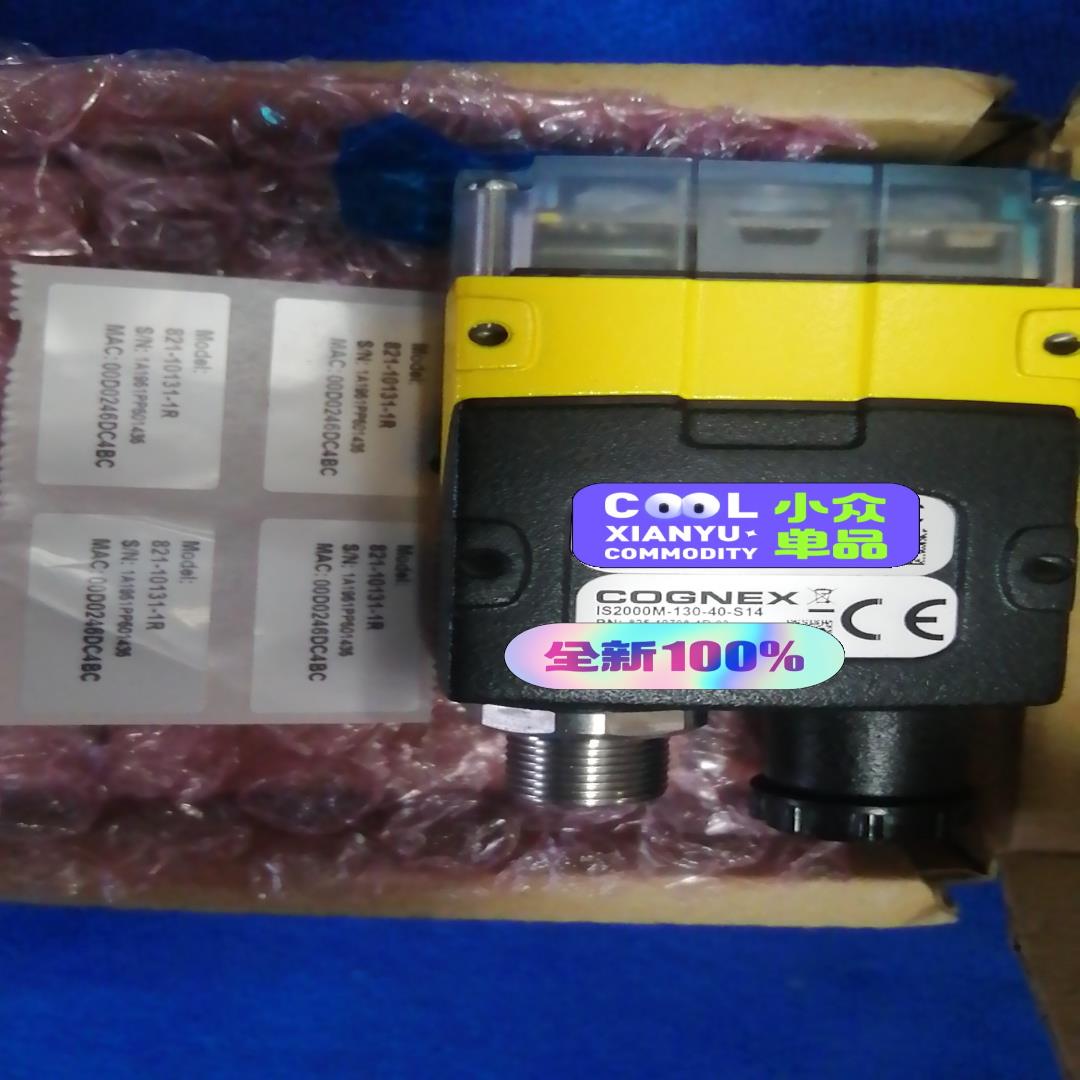 Model:
821-10131-1R
S/N: 1A1961PP601436
MAC: 00D0246DC4BC
Model:
821-10131-1R
S/N: 1A1961PP601436
MAC: 00D0246DC4BC
Model:
821-10131-1R
S/N: 1A1961PP601436
MAC: 00D0246DC4BC
Model:
821-10131-1R
S/N: 1A1961PP601436
MAC: 00D0246DC4BC
COOL 小众
XIANYU 单品
COMMODITY
COGNEX
IS2000M-130-40-S14
CE
全新100%